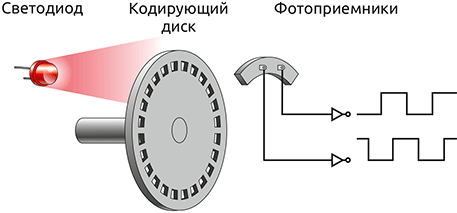 Светодиод
Кодирующий
диск
Фотоприемники